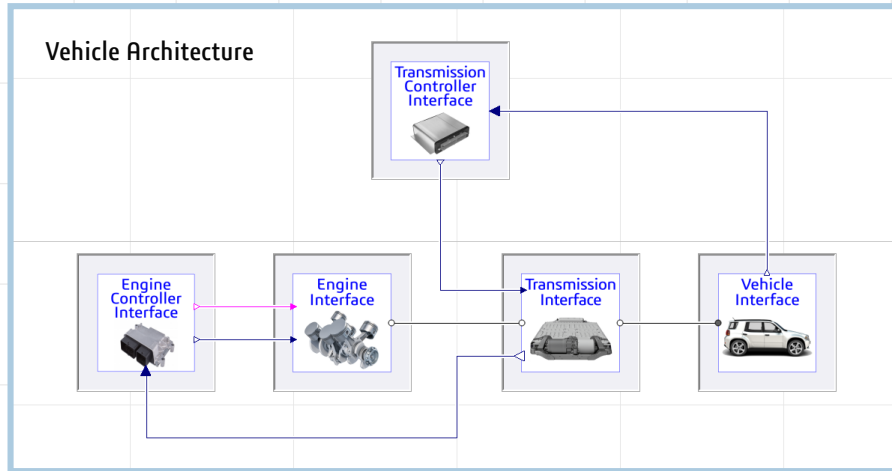 Vehicle Architecture
Transmission
Controller
Interface
Engine
Controller
Interface
Engine
Interface
Transmission
Interface
Vehicle
Interface